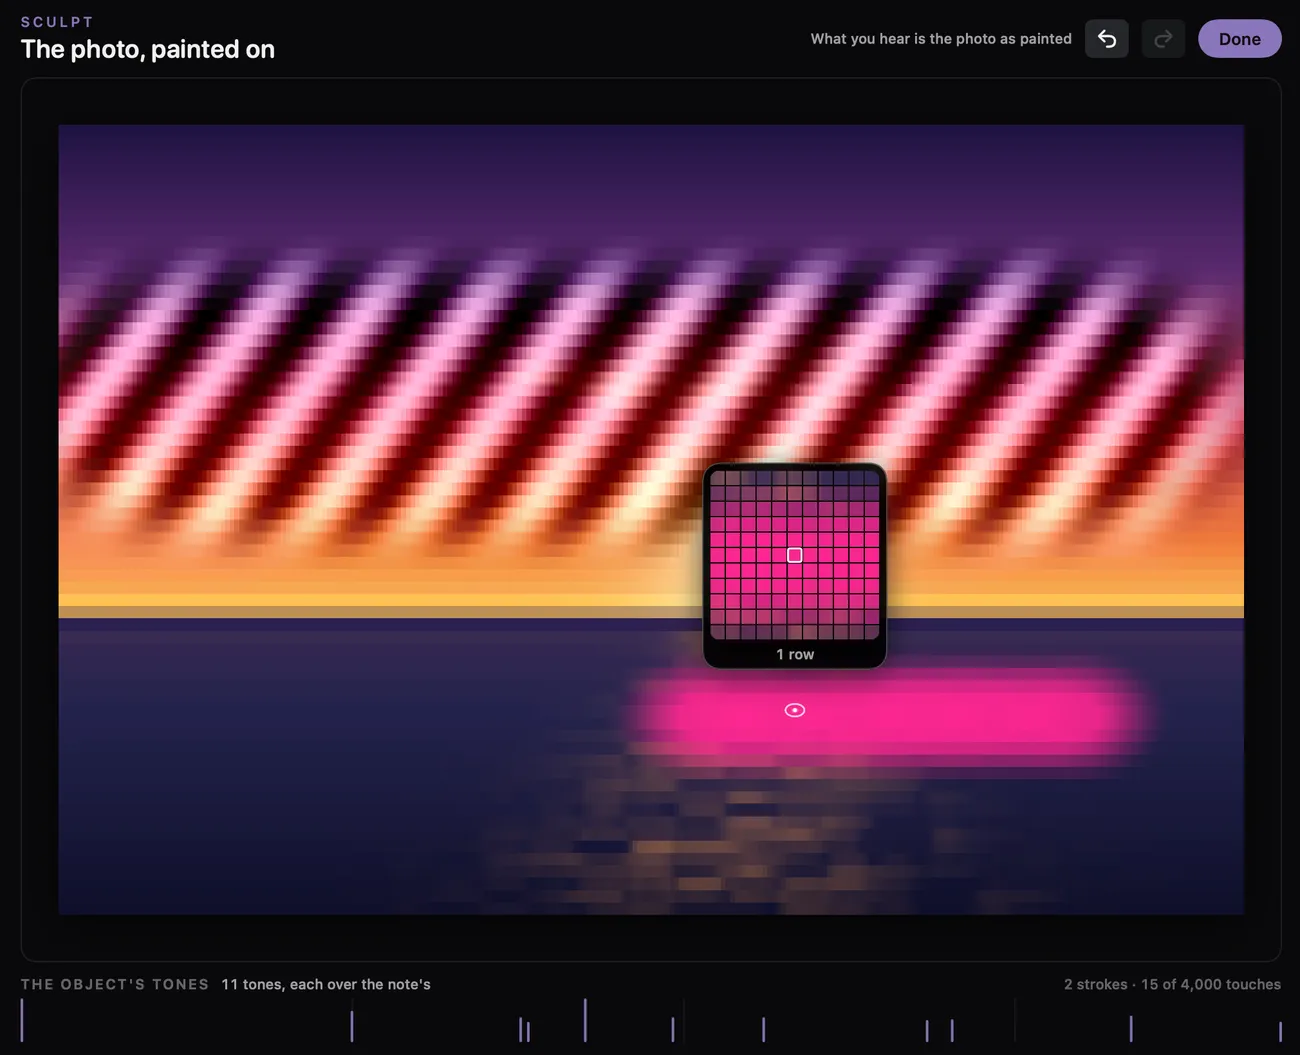 SCULPT
The photo, painted on
What you hear is the photo as painted
Done
1 row
THE OBJECT'S TONES 11 tones, each over the note's
2 strokes · 15 of 4,000 touches